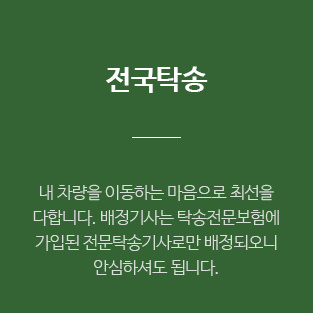 전국탁송
내 차량을 이동하는 마음으로 최선을
다합니다. 배정기사는 탁송전문보험에
가입된 전문탁송기사로만 배정되오니
안심하셔도 됩니다.